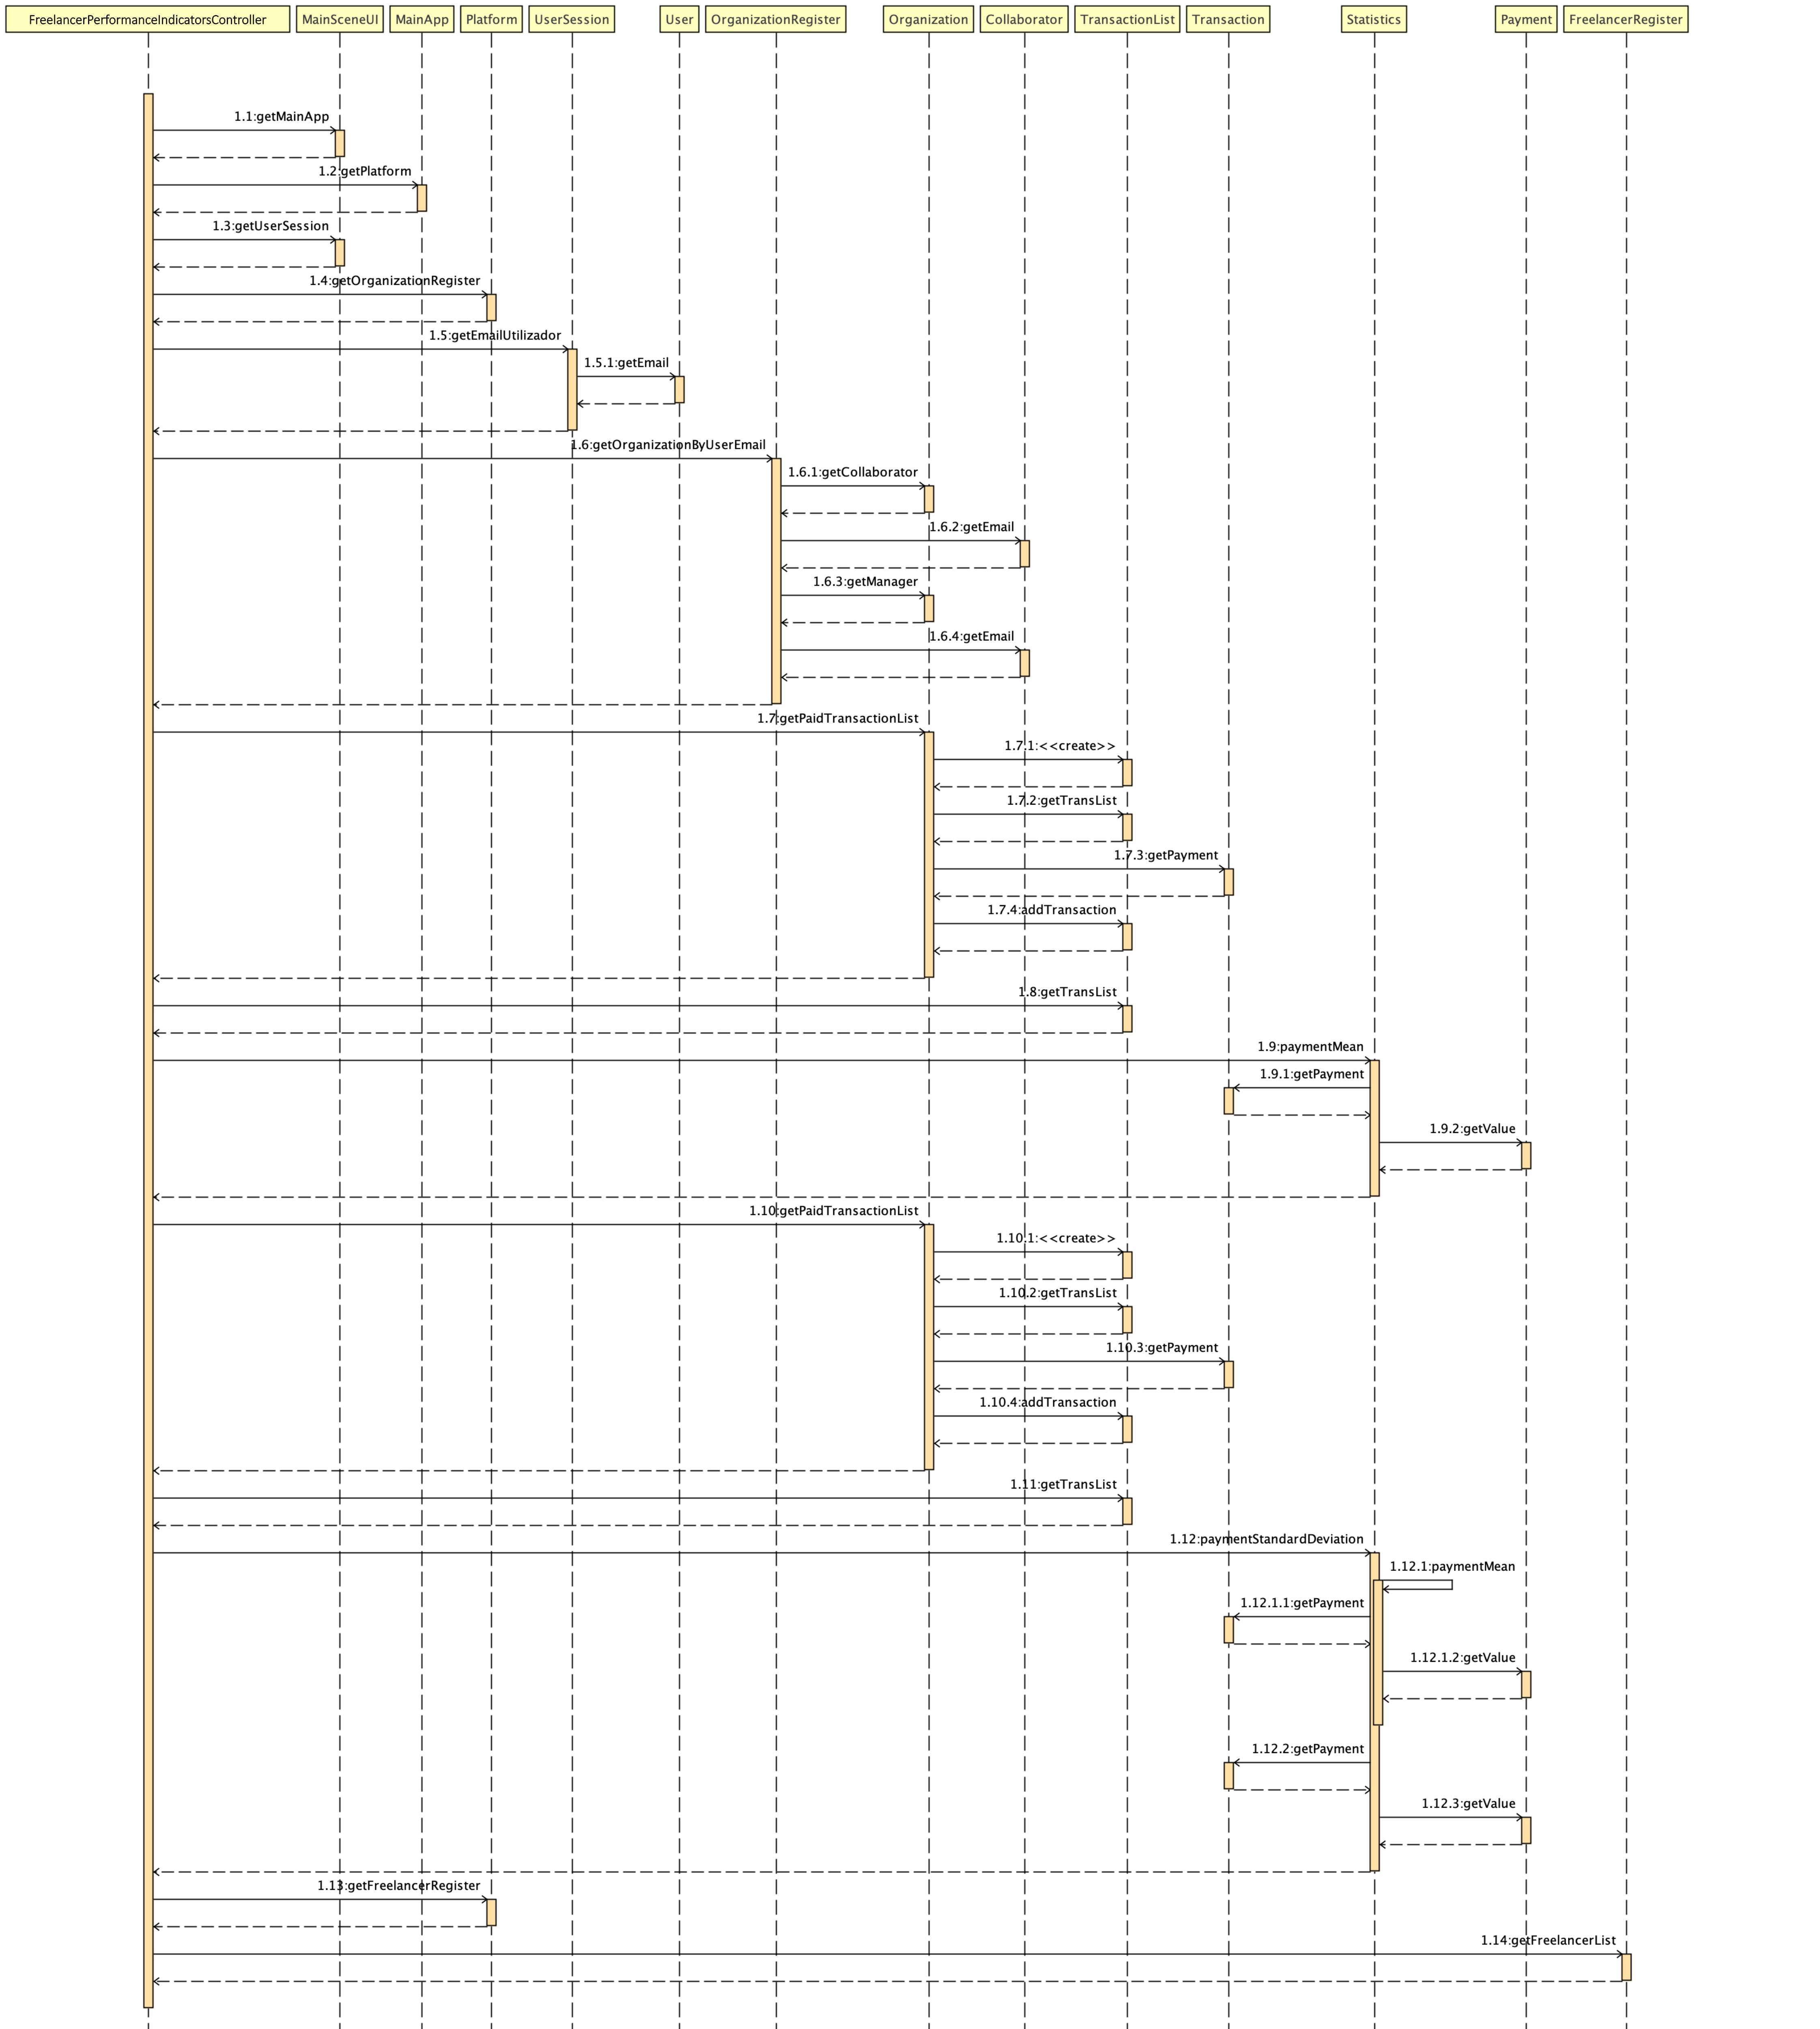 FreelancerPerformanceIndicatorsController
MainSceneUI
MainApp
Platform
UserSession
User
OrganizationRegister
Organization
Collaborator
TransactionList
Transaction
Statistics
Payment
FreelancerRegister
1.1:getMainApp
1.2:getPlatform
1.3:getUserSession
1.4:getOrganizationRegister
1.5:getEmailUtilizador
1.5.1:getEmail
1.6:getOrganizationByUserEmail
1.6.1:getCollaborator
1.6.2:getEmail
1.6.3:getManager
1.6.4:getEmail
1.7:getPaidTransactionList
1.7.1:<<create>>
1.7.2:getTransList
1.7.3:getPayment
1.7.4:addTransaction
1.8:getTransList
1.9:paymentMean
1.9.1:getPayment
1.9.2:getValue
1.10:getPaidTransactionList
1.10.1:<<create>>
1.10.2:getTransList
1.10.3:getPayment
1.10.4:addTransaction
1.11:getTransList
1.12:paymentStandardDeviation
1.12.1:paymentMean
1.12.1.1:getPayment
1.12.1.2:getValue
1.12.2:getPayment
1.12.3:getValue
1.13:getFreelancerRegister
1.14:getFreelancerList